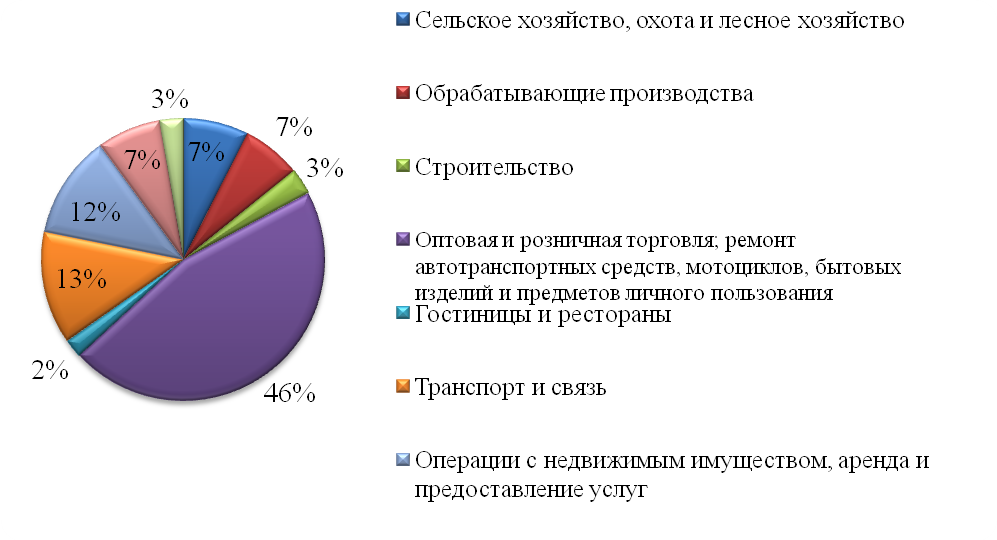 Сельское хозяйство, охота и лесное хозяйство
3%
Обрабатывающие производства
7%
7%
7%
3%
Строительство
12%
Оптовая и розничная торговля; ремонт
автотранспортных средств, мотоциклов, бытовых
изделий и предметов личного пользования
13%
Гостиницы и рестораны
2%
46%
Транспорт и связь
Операции с недвижимым имуществом, аренда и
предоставление услуг